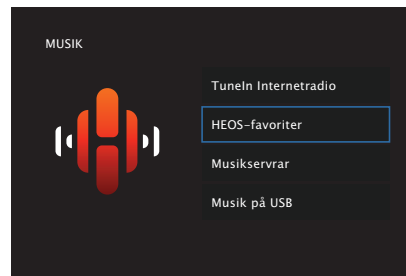 MUSIK
TuneIn Internetradio
HEOS-favoriter
Musikservrar
Musik på USB